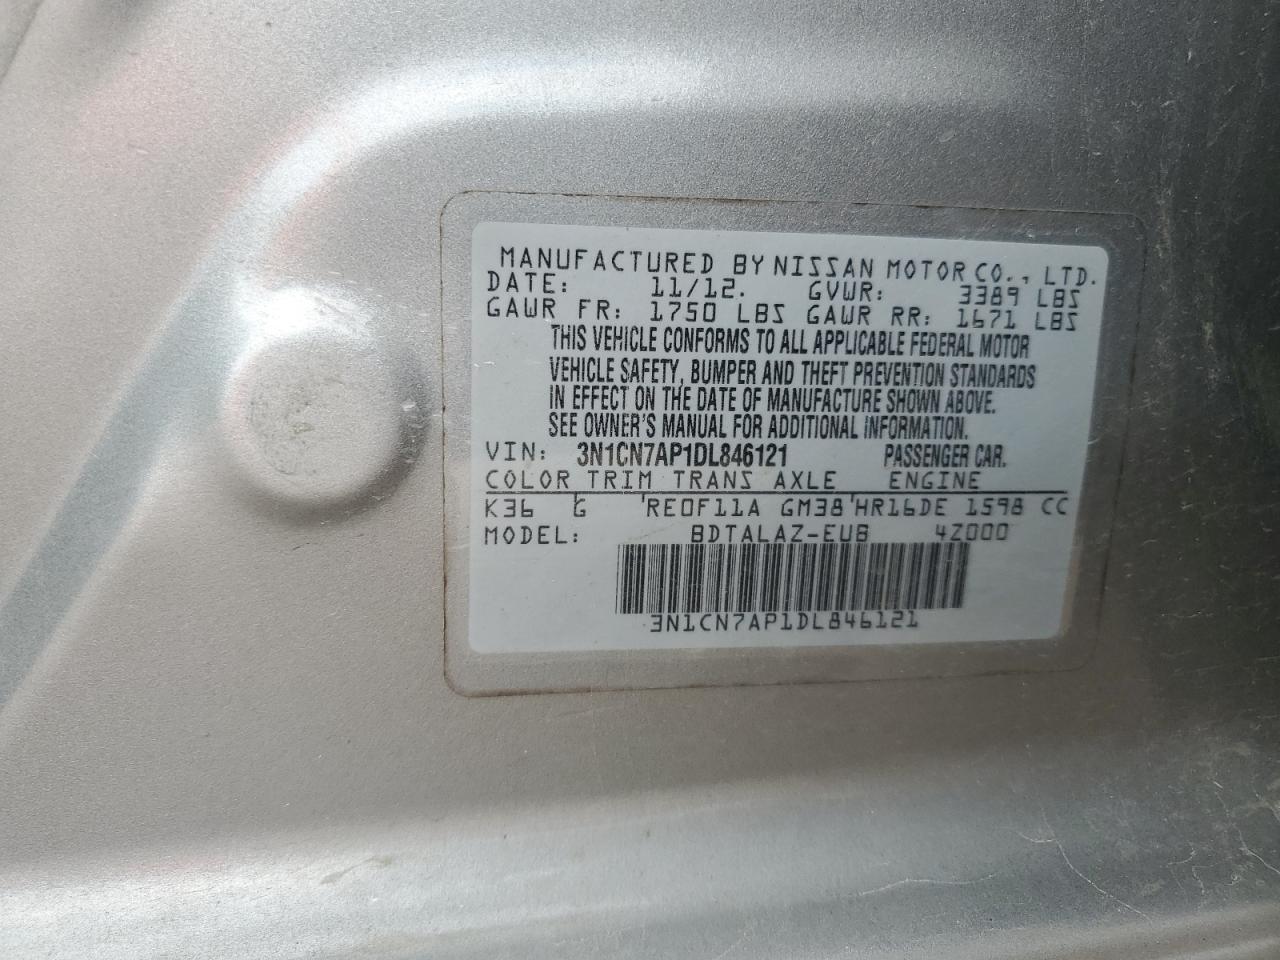 MANUFACTURED BY NISSAN MOTOR CO., LTD.
DATE: 11/12. GVWR: 3389 LBS
GAWR FR: 1750 LBS GAWR RR: 1671 LBS
THIS VEHICLE CONFORMS TO ALL APPLICABLE FEDERAL MOTOR
VEHICLE SAFETY, BUMPER AND THEFT PREVENTION STANDARDS
IN EFFECT ON THE DATE OF MANUFACTURE SHOWN ABOVE.
SEE OWNER'S MANUAL FOR ADDITIONAL INFORMATION.
VIN: 3N1CN7AP1DL846121 PASSENGER CAR.
COLOR TRIM TRANS AXLE ENGINE
K36 G 'RE0F11A GM38'HR16DE 1598 CC
MODEL: BDTALAZ-EUB 4Z000
3N1CN7AP1DL846121